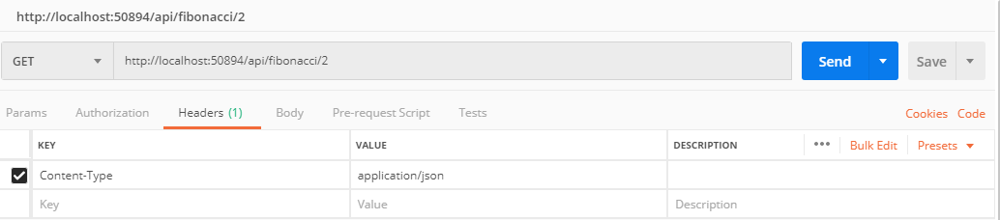 http://localhost:50894/api/fibonacci/2
GET http://localhost:50894/api/fibonacci/2 Send Save
Params Authorization Headers (1) Body Pre-request Script Tests Cookies Code
KEY VALUE DESCRIPTION ••• Bulk Edit Presets
Content-Type application/json
Key Value Description